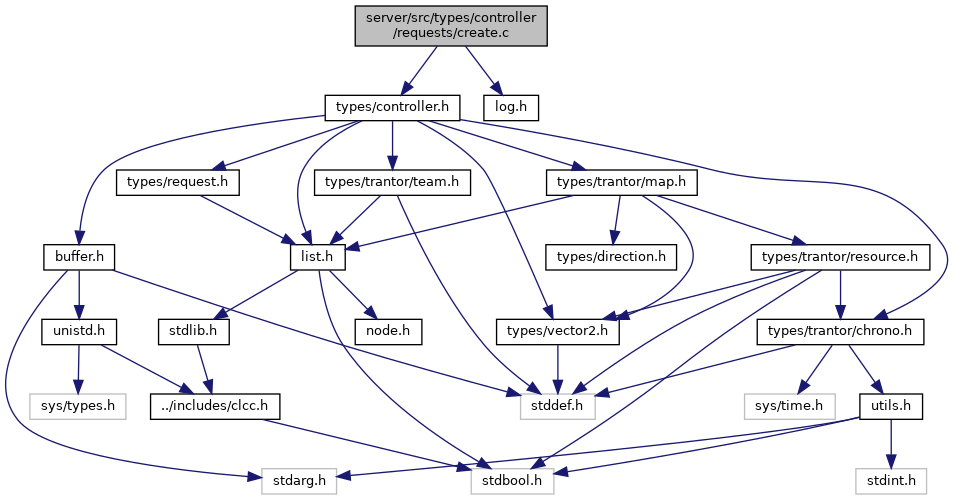 server/src/types/controller
/requests/create.c
types/controller.h
log.h
types/request.h
types/trantor/team.h
types/trantor/map.h
buffer.h
list.h
types/direction.h
types/trantor/resource.h
unistd.h
stdlib.h
node.h
types/vector2.h
types/trantor/chrono.h
sys/types.h
../includes/clcc.h
stddef.h
sys/time.h
utils.h
stdarg.h
stdbool.h
stdint.h